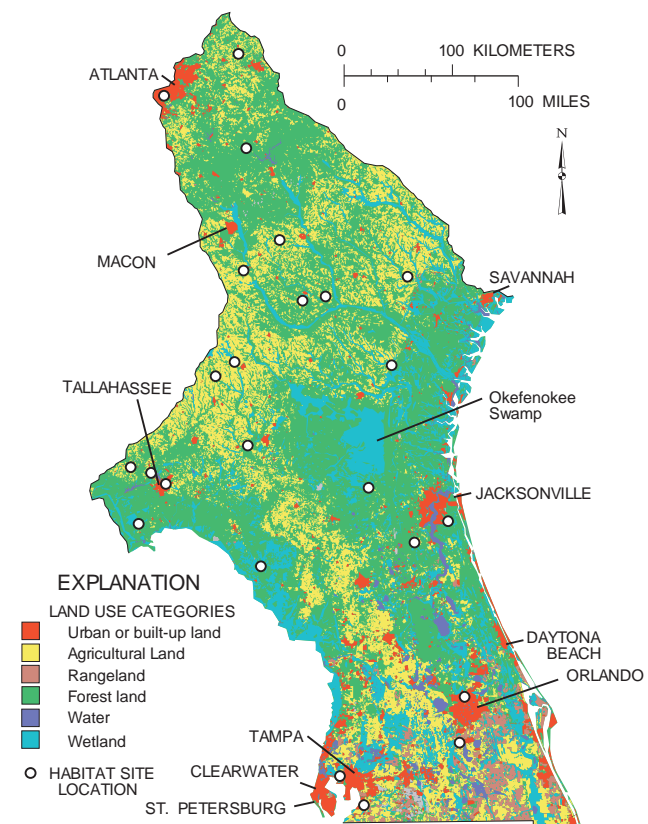 0 100 KILOMETERS
0 100 MILES
N
ATLANTA
MACON
SAVANNAH
TALLAHASSEE
Okefenokee
Swamp
JACKSONVILLE
EXPLANATION
LAND USE CATEGORIES
Urban or built-up land
Agricultural Land
Rangeland
Forest land
Water
Wetland
HABITAT SITE
LOCATION
DAYTONA
BEACH
ORLANDO
TAMPA
CLEARWATER
ST. PETERSBURG